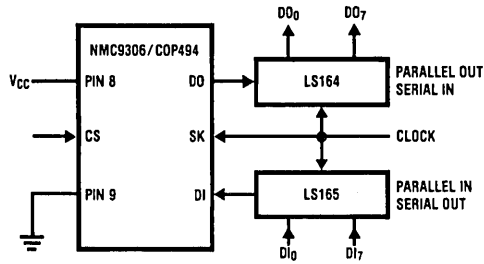 DO₀ DO₇
NMC9306/COP494
VCC PIN 8 DO LS164 PARALLEL OUT
SERIAL IN
CS SK CLOCK
PIN 9 DI LS165 PARALLEL IN
SERIAL OUT
DI₀ DI₇